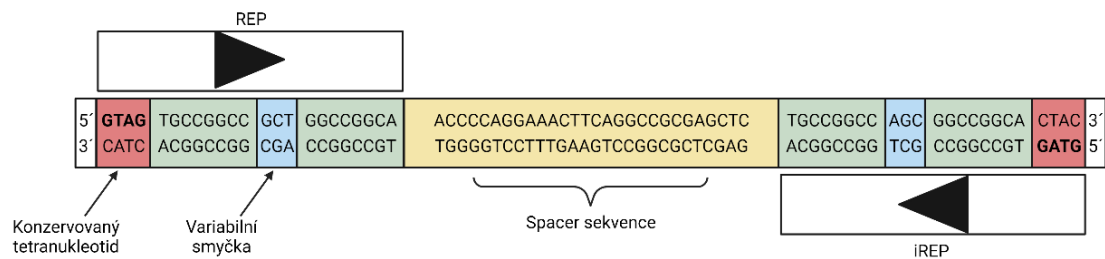 REP
5´ GTAG TGCCGGCC GCT GGCCGGCA ACCCCAGGAAACTTCAGGCCGCGAGCTC TGCCGGCC AGC GGCCGGCA CTAC 3´
3´ CATC ACGGCCGG CGA CCGGCCGT TGGGGTCCTTTGAAGTCCGGCGCTCGAG ACGGCCGG TCG CCGGCCGT GATG 5´
Konzervovaný
tetranukleotid
Variabilní
smyčka
Spacer sekvence
iREP